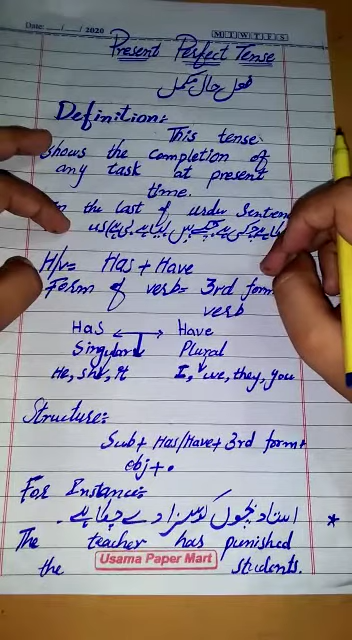 Date: / / 2020 M T W T F S
Present Perfect Tense
فعل حال مکمل
Definition:
This tense
shows the completion of
any task at present
time.
In the last of urdu Senten
H/v= Has + Have
Form of verb= 3rd form
verb
Has ↔ Have
Singular Plural
He, she, it I, we, they, you
Structure:
Sub + Has/Have + 3rd form +
obj + .
For Instance:
استاد بچوں کو سزا دے چکا ہے۔ *
The teacher has punished
the students.
Usama Paper Mart